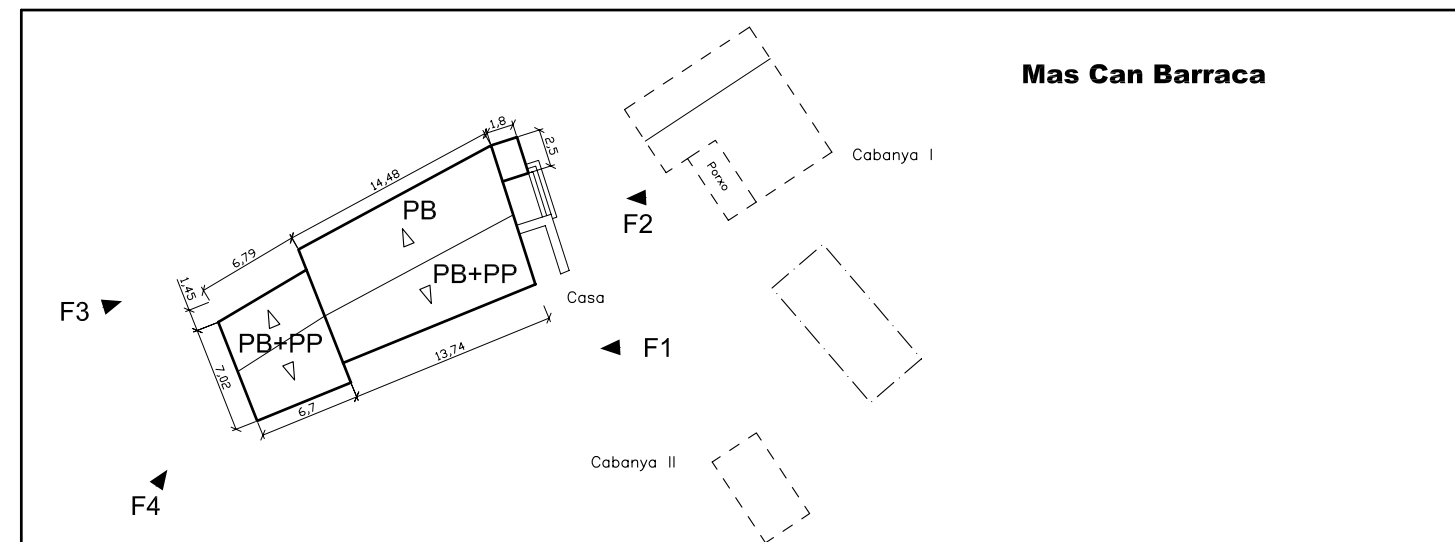 Mas Can Barraca
1,8
2,5
14,48
Cabanya I
Porxo
PB
F2
6,79
1,45
PB+PP
Casa
F3
PB+PP
F1
13,74
7,02
6,7
Cabanya II
F4